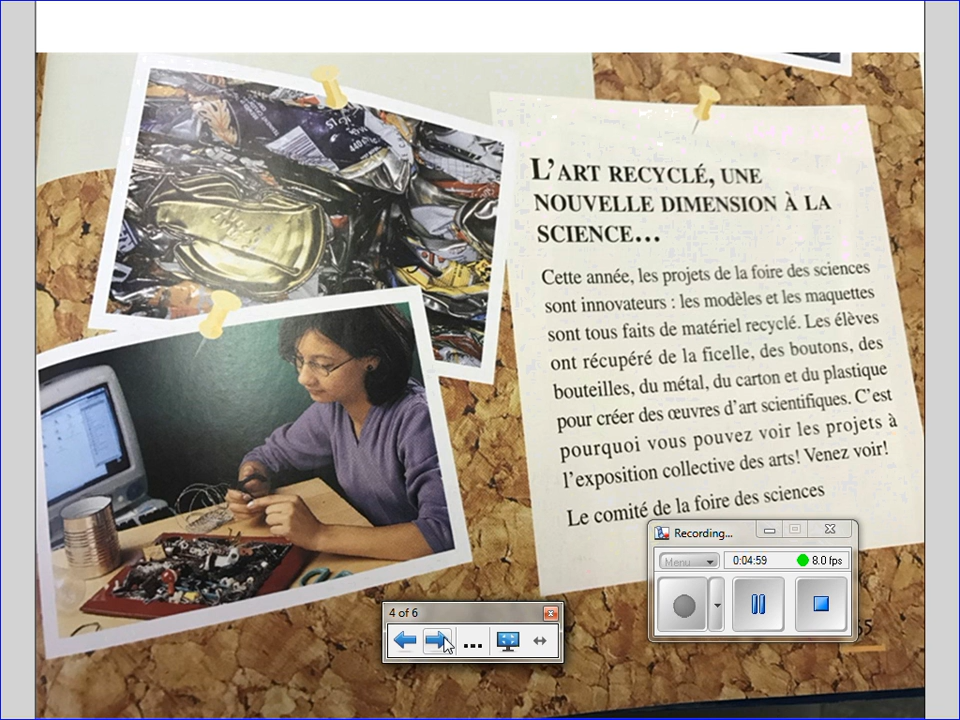 L'ART RECYCLÉ, UNE
NOUVELLE DIMENSION À LA
SCIENCE...
Cette année, les projets de la foire des sciences
sont innovateurs : les modèles et les maquettes
sont tous faits de matériel recyclé. Les élèves
ont récupéré de la ficelle, des boutons, des
bouteilles, du métal, du carton et du plastique
pour créer des œuvres d'art scientifiques. C'est
pourquoi vous pouvez voir les projets à
l'exposition collective des arts! Venez voir!
Le comité de la foire des sciences
Recording...
Menu
0:04:59
8.0 fps
4 of 6